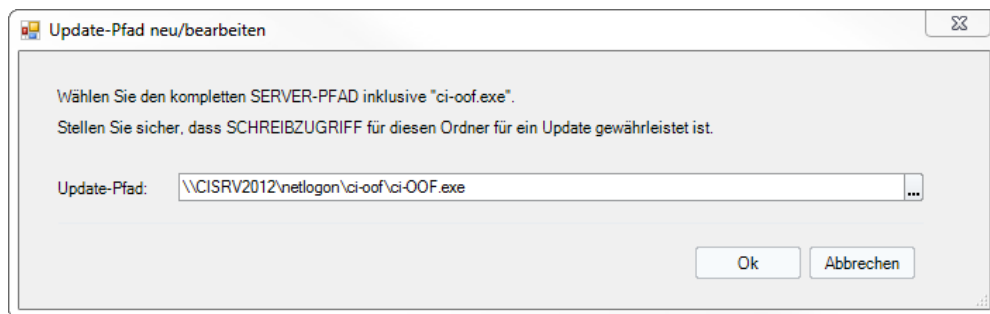 Update-Pfad neu/bearbeiten
Wählen Sie den kompletten SERVER-PFAD inklusive "ci-oof.exe".
Stellen Sie sicher, dass SCHREIBZUGRIFF für diesen Ordner für ein Update gewährleistet ist.
Update-Pfad: \\CISRV2012\netlogon\ci-oof\ci-OOF.exe ...
Ok Abbrechen